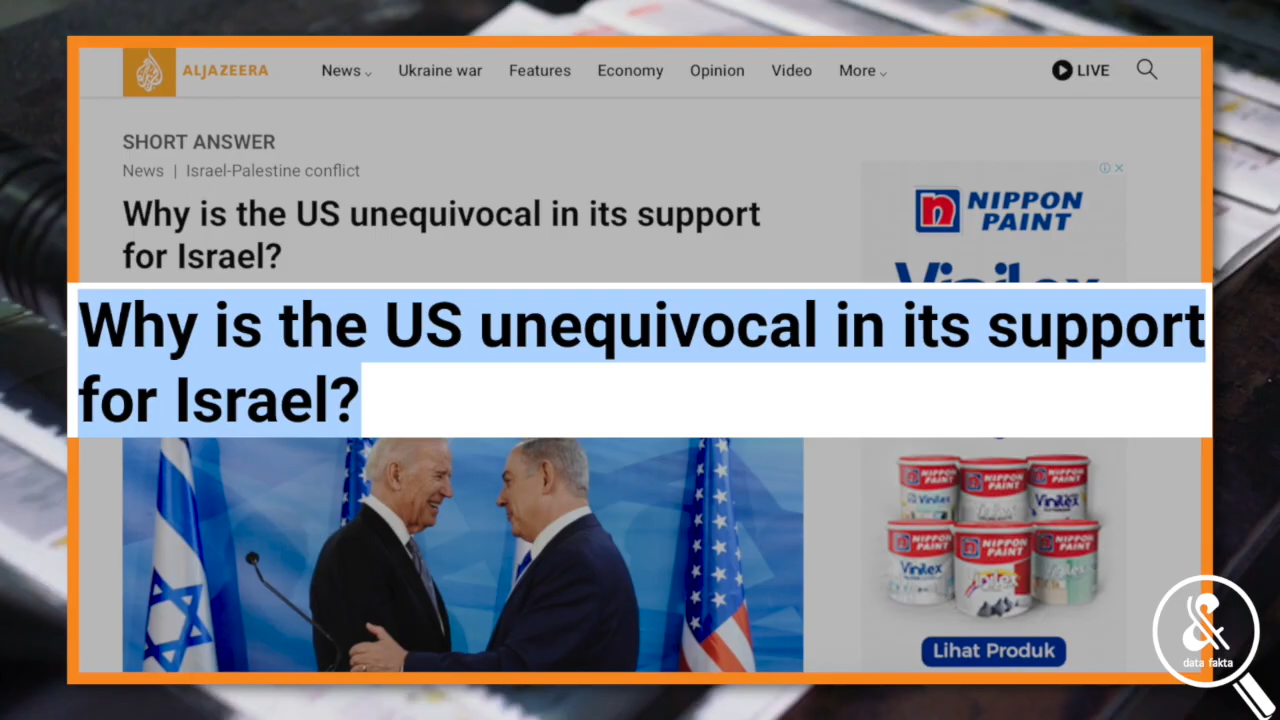 ALJAZEERA
News
Ukraine war
Features
Economy
Opinion
Video
More
LIVE
SHORT ANSWER
News | Israel-Palestine conflict
Why is the US unequivocal in its support
for Israel?
NIPPON
PAINT
Vinilex
Why is the US unequivocal in its support
for Israel?
NIPPON
PAINT
Vinilex
NIPPON
PAINT
NIPPON
PAINT
Vinilex
NIPPON
PAINT
Vinilex
NIPPON
PAINT
NIPPON
PAINT
Lihat Produk
&
data fakta